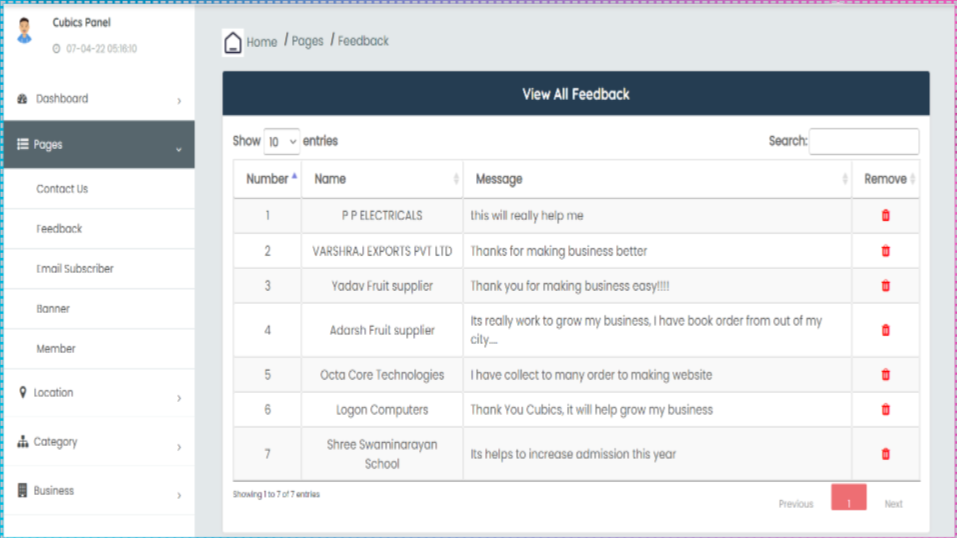 Cubics Panel
07-04-22 05:16:10
Dashboard
Pages
Contact Us
Feedback
Email Subscriber
Banner
Member
Location
Category
Business
Home / Pages / Feedback
View All Feedback
Show 10 entries
Search:
Number Name Message Remove
1 P P ELECTRICALS this will really help me
2 VARSHRAJ EXPORTS PVT LTD Thanks for making business better
3 Yadav Fruit supplier Thank you for making business easy!!!!
4 Adarsh Fruit supplier Its really work to grow my business, I have book order from out of my
city....
5 Octa Core Technologies I have collect to many order to making website
6 Logon Computers Thank You Cubics, it will help grow my business
7 Shree Swaminarayan
School Its helps to increase admission this year
Showing 1 to 7 of 7 entries
Previous 1 Next